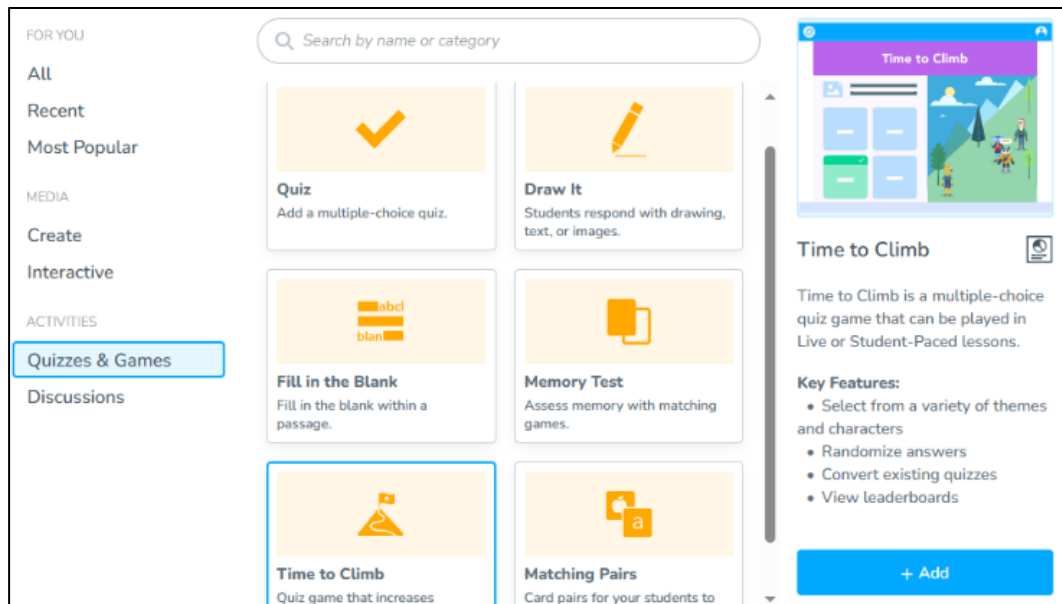 FOR YOU
All
Recent
Most Popular
MEDIA
Create
Interactive
ACTIVITIES
Quizzes & Games
Discussions
Search by name or category
Quiz
Add a multiple-choice quiz.
Draw It
Students respond with drawing,
text, or images.
abcl
blan
Fill in the Blank
Fill in the blank within a
passage.
Memory Test
Assess memory with matching
games.
Time to Climb
Quiz game that increases
a
Matching Pairs
Card pairs for your students to
Time to Climb
Time to Climb
Time to Climb is a multiple-choice
quiz game that can be played in
Live or Student-Paced lessons.
Key Features:
• Select from a variety of themes
and characters
• Randomize answers
• Convert existing quizzes
• View leaderboards
+ Add